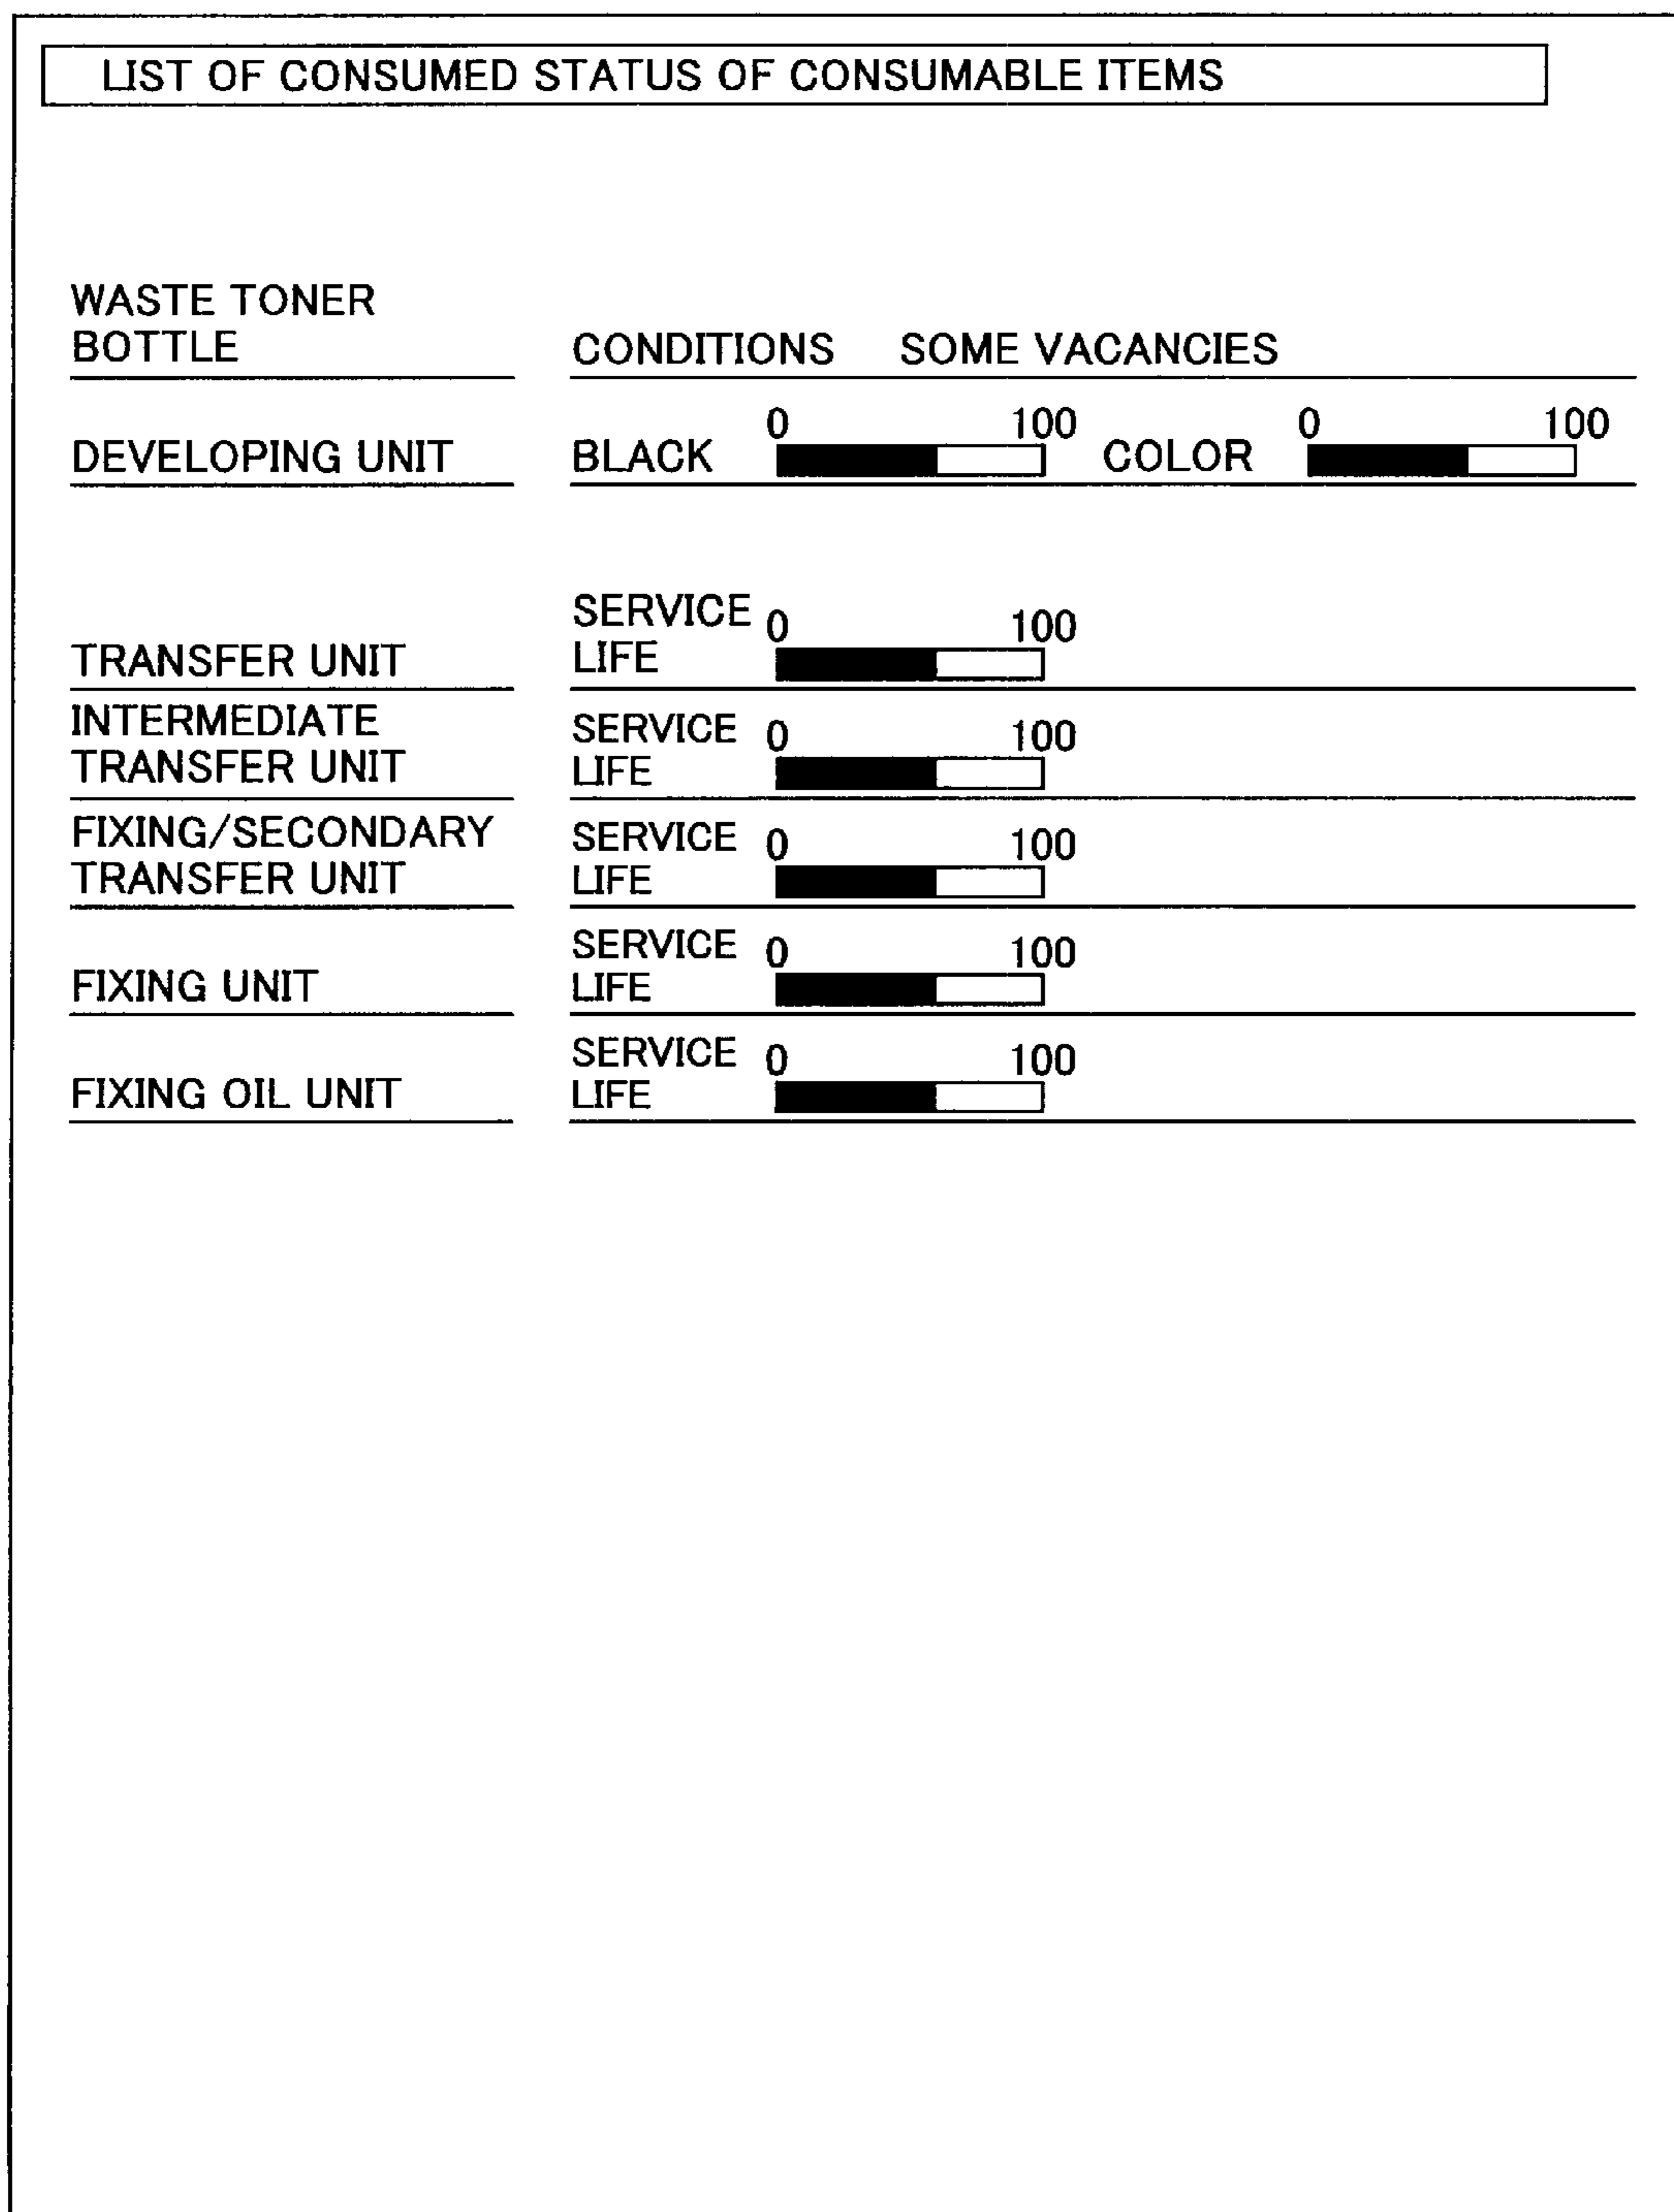 LIST OF CONSUMED STATUS OF CONSUMABLE ITEMS
WASTE TONER
BOTTLE CONDITIONS SOME VACANCIES
0 100 0 100
DEVELOPING UNIT BLACK COLOR
SERVICE 0 100
TRANSFER UNIT LIFE
INTERMEDIATE SERVICE 0 100
TRANSFER UNIT LIFE
FIXING/SECONDARY SERVICE 0 100
TRANSFER UNIT LIFE
SERVICE 0 100
FIXING UNIT LIFE
SERVICE 0 100
FIXING OIL UNIT LIFE